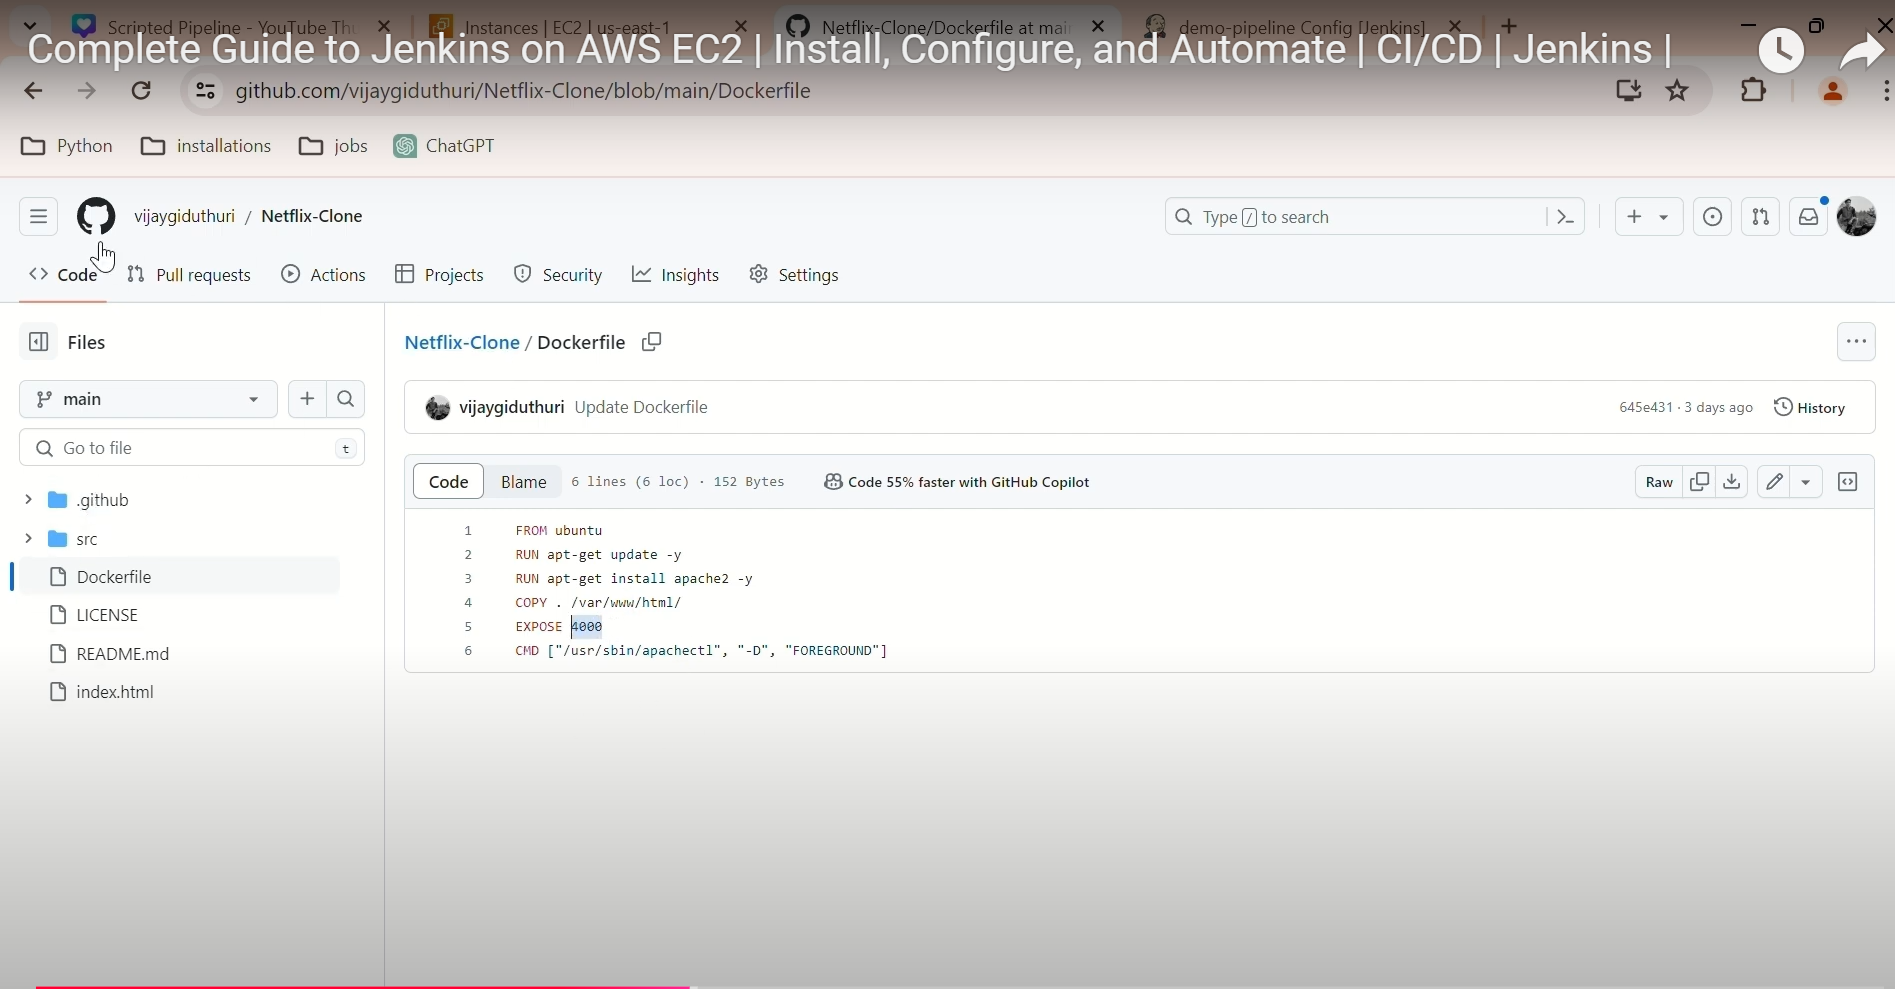 Scripted Pipeline - YouTube Th
Instances | EC2 | us-east-1
Netflix-Clone/Dockerfile at mai
demo-pipeline Config [Jenkins]
Complete Guide to Jenkins on AWS EC2 | Install, Configure, and Automate | CI/CD | Jenkins |
github.com/vijaygiduthuri/Netflix-Clone/blob/main/Dockerfile
Python
installations
jobs
ChatGPT
vijaygiduthuri / Netflix-Clone
Type / to search
Code
Pull requests
Actions
Projects
Security
Insights
Settings
Files
Netflix-Clone / Dockerfile
main
vijaygiduthuri Update Dockerfile
645e431 · 3 days ago
History
Go to file
t
Code
Blame
6 lines (6 loc) · 152 Bytes
Code 55% faster with GitHub Copilot
Raw
.github
src
Dockerfile
LICENSE
README.md
index.html
1 FROM ubuntu
2 RUN apt-get update -y
3 RUN apt-get install apache2 -y
4 COPY . /var/www/html/
5 EXPOSE 4000
6 CMD ["/usr/sbin/apachectl", "-D", "FOREGROUND"]